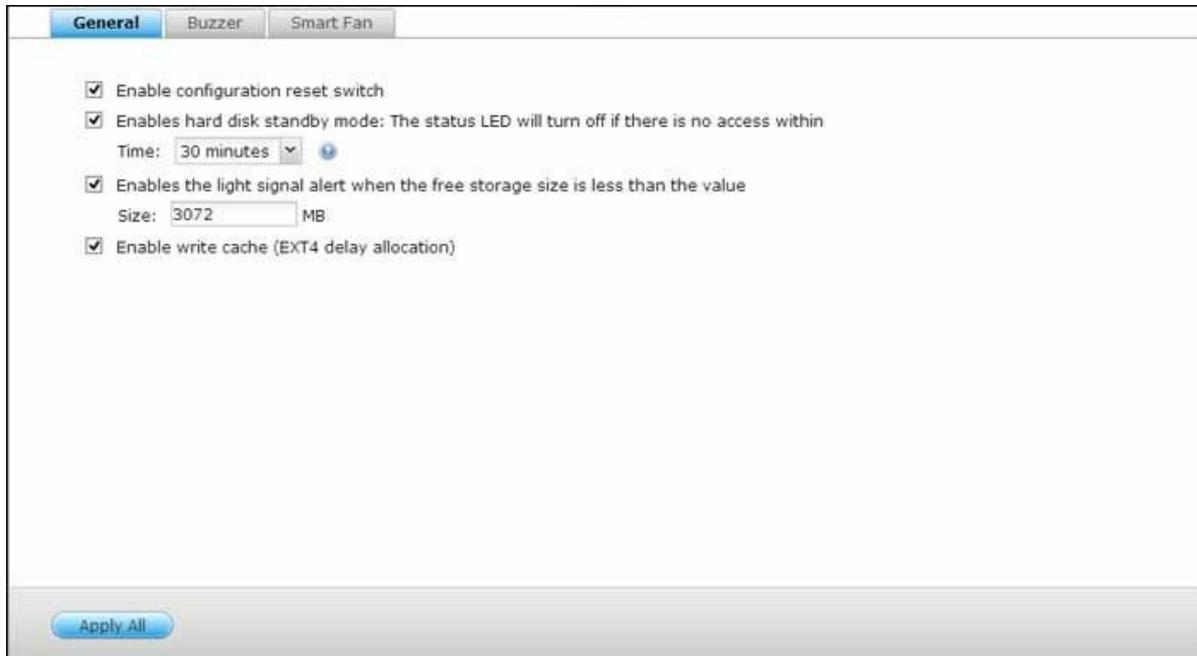 General Buzzer Smart Fan
Enable configuration reset switch
Enables hard disk standby mode: The status LED will turn off if there is no access within
Time: 30 minutes
Enables the light signal alert when the free storage size is less than the value
Size: 3072 MB
Enable write cache (EXT4 delay allocation)
Apply All